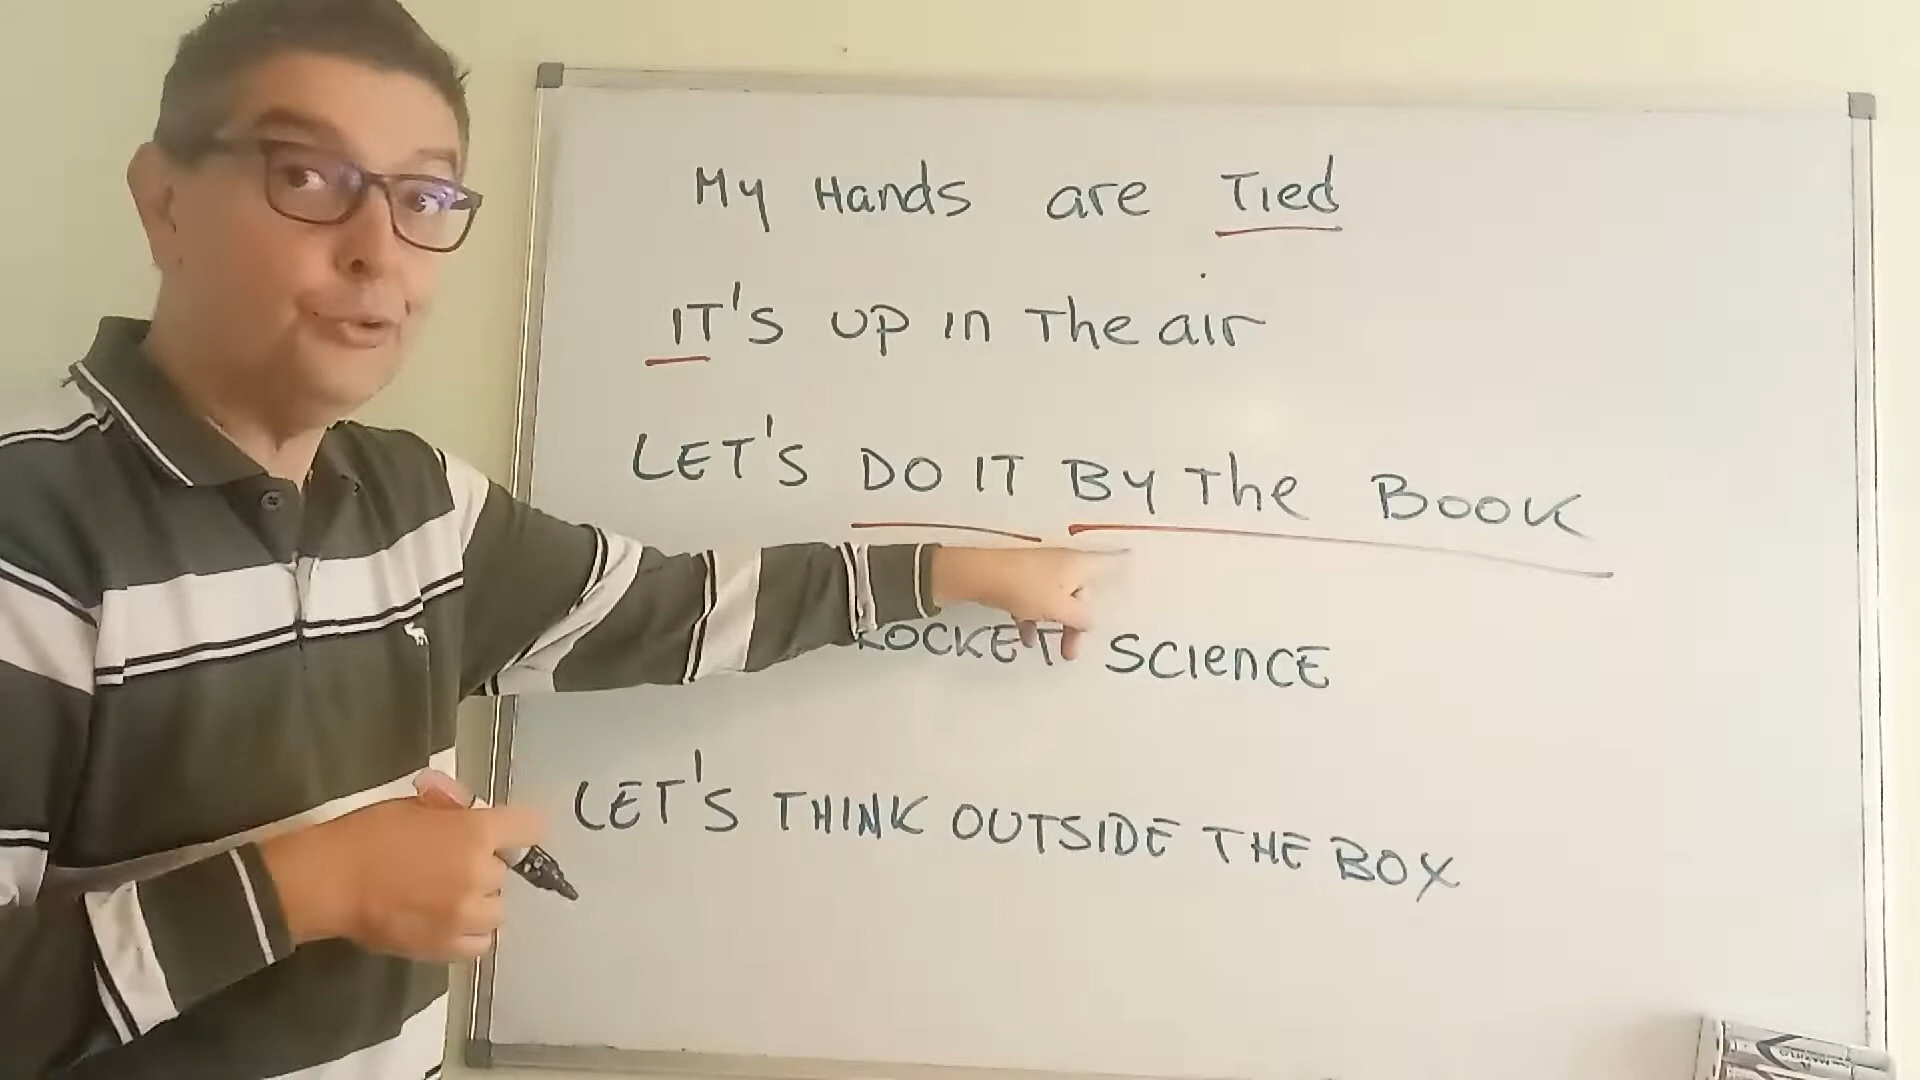 My Hands are Tied
IT'S UP in The air
LET'S DO IT BY The BOOK
ROCKET SCIENCE
LET'S THINK OUTSIDE THE BOX